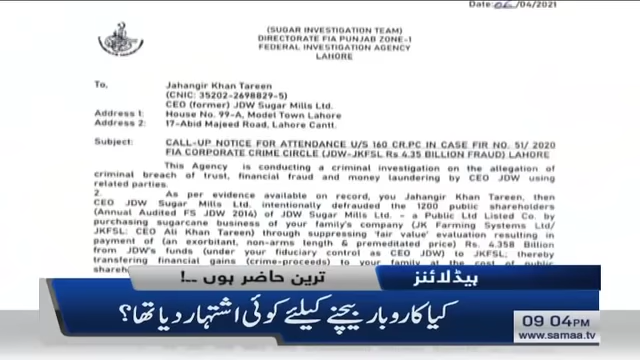 Date: 06/04/2021
(SUGAR INVESTIGATION TEAM)
DIRECTORATE FIA PUNJAB ZONE-1
FEDERAL INVESTIGATION AGENCY
LAHORE
To,
Jahangir Khan Tareen
(CNIC: 35202-2698829-5)
CEO (former) JDW Sugar Mills Ltd.
Address 1: House No. 99-A, Model Town Lahore
Address 2: 17-Abid Majeed Road, Lahore Cantt.
Subject: CALL-UP NOTICE FOR ATTENDANCE U/S 160 CR.PC IN CASE FIR NO. 51/ 2020
FIA CORPORATE CRIME CIRCLE (JDW-JKFSL Rs 4.35 BILLION FRAUD) LAHORE
This Agency is conducting a criminal investigation on the allegation of
criminal breach of trust, financial fraud and money laundering by CEO JDW using
related parties.
2. As per evidence available on record, you Jahangir Khan Tareen, then
CEO JDW Sugar Mills Ltd. intentionally defrauded the public shareholders
(Annual Audited FS JDW 2014) of JDW Sugar Mills Ltd. – a Public Ltd Listed Co. by
purchasing sugarcane business of your family's company (JK Farming Systems Ltd/
JKFSL: CEO Ali Khan Tareen) through suppressing 'fair value' evaluation resulting in
payment of (an exorbitant, non-arms length & premeditated price) Rs. 4.358 Billion
from JDW's funds (under your fiduciary control as CEO JDW) to JKFSL; thereby
transferring financial gains (crime-proceeds) to your family at the cost of public
ہیڈلائنز
ترین حاضر ہوں ..!
کیا کاروبار بیچنے کیلئے کوئی اشتہار دیا تھا؟
09 04PM
www.samaa.tv